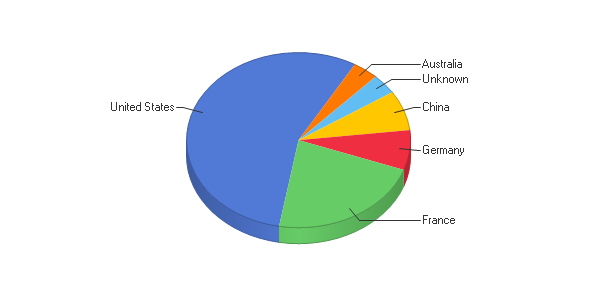 Australia
Unknown
United States
China
Germany
France